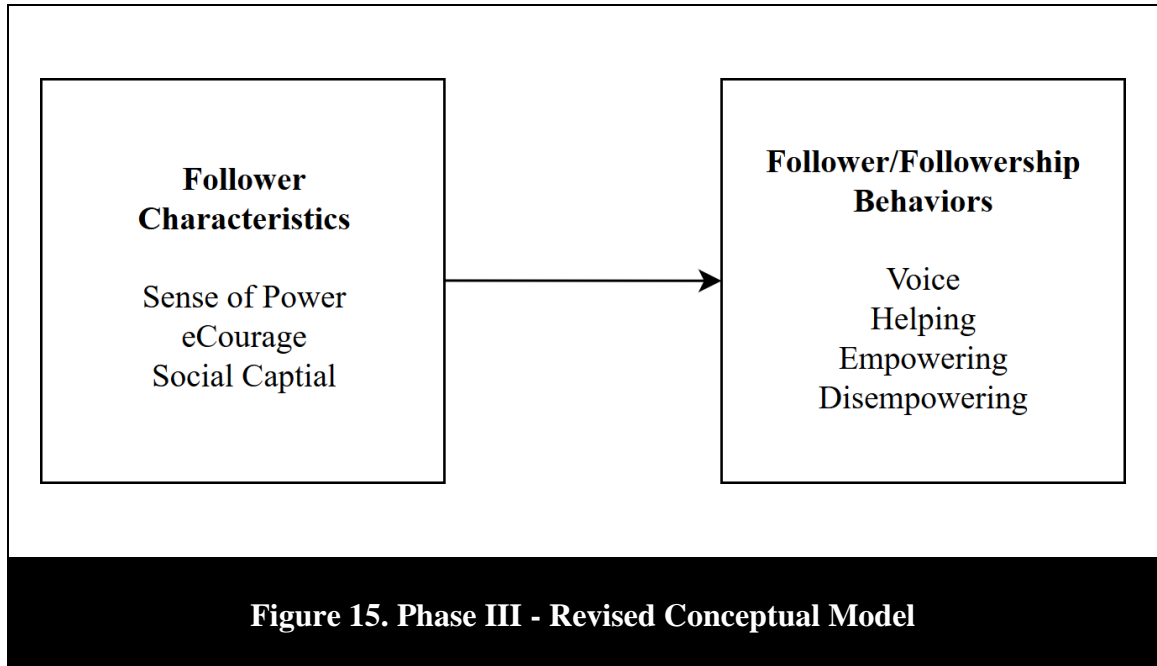 Follower
Characteristics
Sense of Power
eCourage
Social Captial
Follower/Followership
Behaviors
Voice
Helping
Empowering
Disempowering
Figure 15. Phase III - Revised Conceptual Model